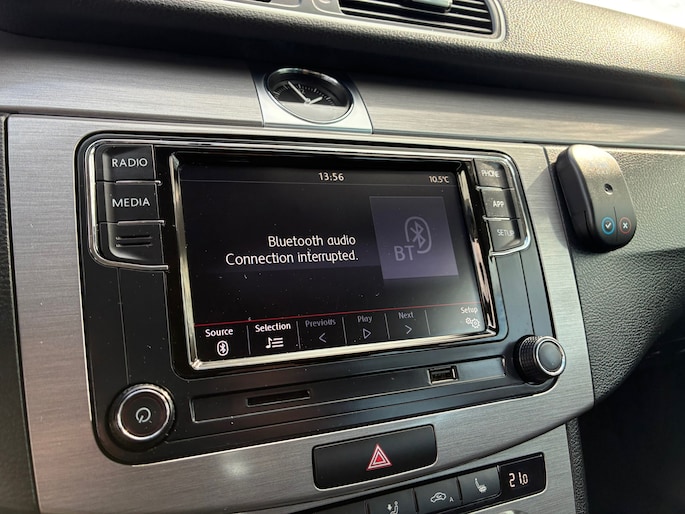 RADIO
MEDIA
13:56
10.5°C
Bluetooth audio
Connection interrupted.
BT
PHONE
APP
SETUP
Source
Selection
Previous
Play
Next
Setup
A
21.0